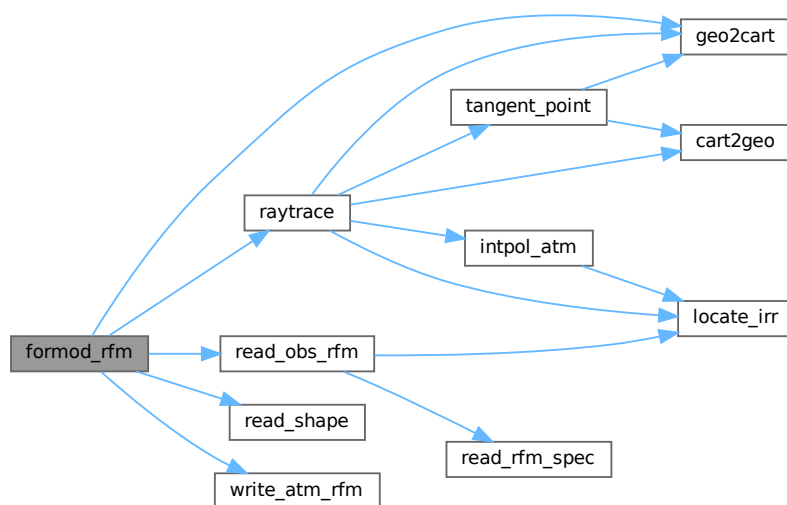 geo2cart
tangent_point
cart2geo
raytrace
intpol_atm
locate_irr
formod_rfm
read_obs_rfm
read_shape
read_rfm_spec
write_atm_rfm